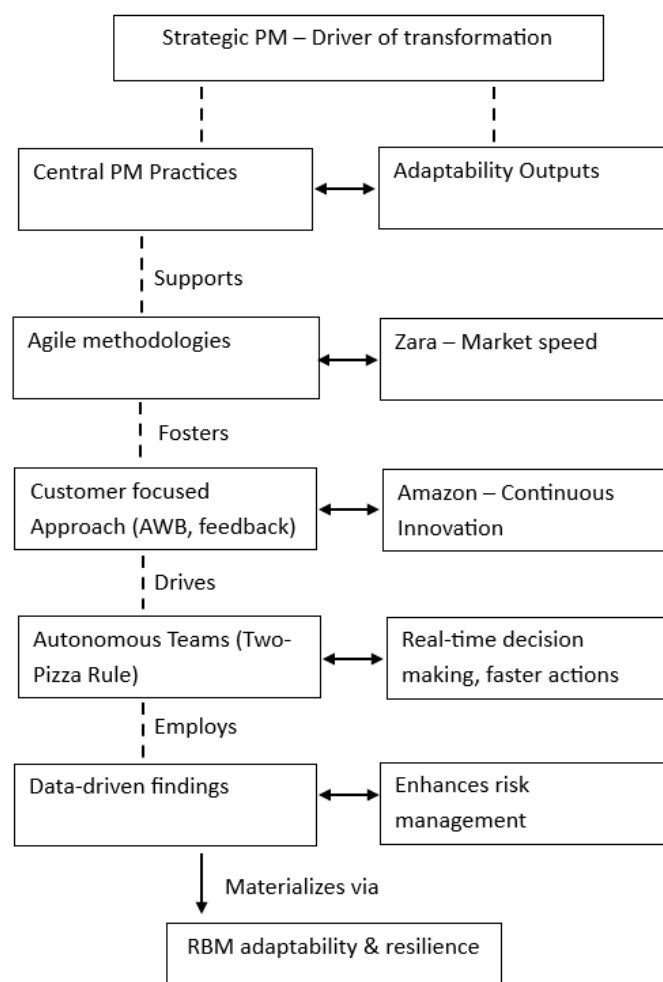 Strategic PM – Driver of transformation
Central PM Practices
Adaptability Outputs
Supports
Agile methodologies
Zara – Market speed
Fosters
Customer focused
Approach (AWB, feedback)
Amazon – Continuous
Innovation
Drives
Autonomous Teams (Two-
Pizza Rule)
Real-time decision
making, faster actions
Employs
Data-driven findings
Enhances risk
management
Materializes via
RBM adaptability & resilience